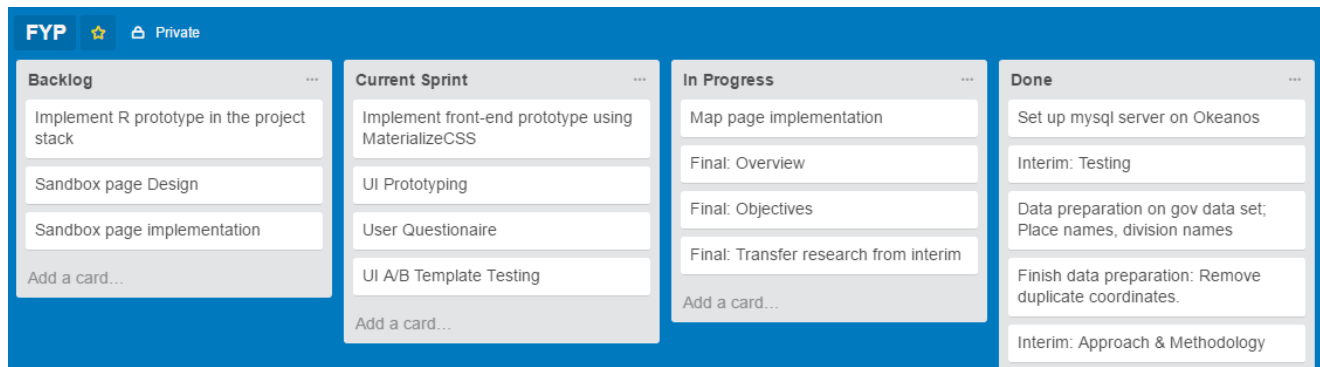 FYP Private
Backlog ...
Implement R prototype in the project
stack
Sandbox page Design
Sandbox page implementation
Add a card...
Current Sprint ...
Implement front-end prototype using
MaterializeCSS
UI Prototyping
User Questionaire
UI A/B Template Testing
Add a card...
In Progress ...
Map page implementation
Final: Overview
Final: Objectives
Final: Transfer research from interim
Add a card...
Done ...
Set up mysql server on Okeanos
Interim: Testing
Data preparation on gov data set;
Place names, division names
Finish data preparation: Remove
duplicate coordinates.
Interim: Approach & Methodology